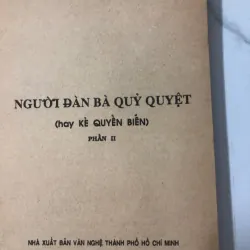 NGƯỜI ĐÀN BÀ QUỶ QUYỆT
(hay KẺ QUYỀN BIẾN)
PHẦN II
NHÀ XUẤT BẢN VĂN NGHỆ THÀNH PHỐ HỒ CHÍ MINH